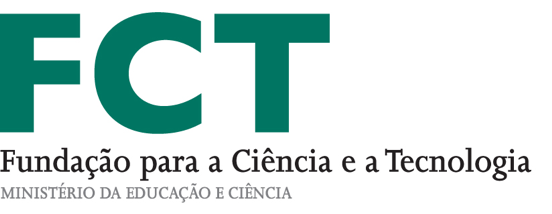 FCT
Fundação para a Ciência e a Tecnologia
MINISTÉRIO DA EDUCAÇÃO E CIÊNCIA